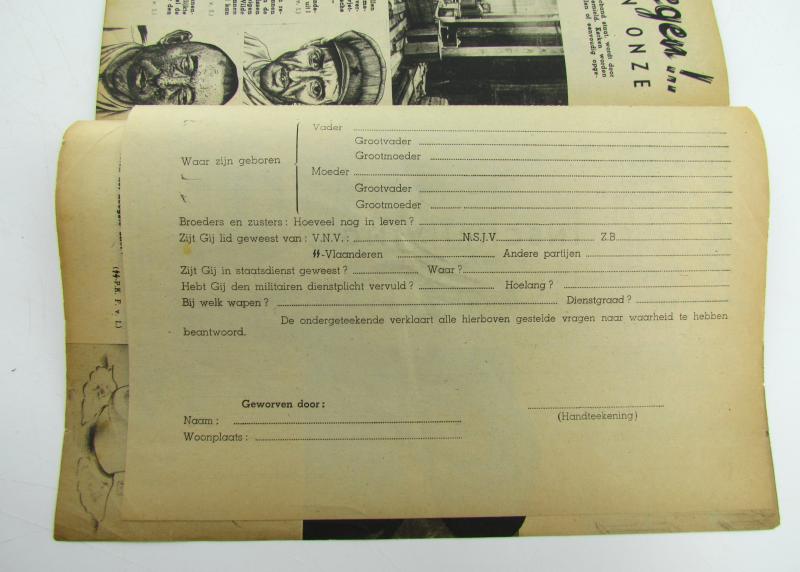 egen!
N ONZE
Vader
Grootvader
Grootmoeder
Waar zijn geboren
Moeder
Grootvader
Grootmoeder
Broeders en zusters : Hoeveel nog in leven ?
Zijt Gij lid geweest van : V.N.V. : N.S.J.V. Z.B.
ᛋᛋ-Vlaanderen Andere partijen
Zijt Gij in staatsdienst geweest ? Waar ?
Hebt Gij den militairen dienstplicht vervuld ? Hoelang ?
Bij welk wapen ? Dienstgraad ?
De ondergeteekende verklaart alle hierboven gestelde vragen naar waarheid te hebben
beantwoord.
Geworven door :
(Handteekening)
Naam :
Woonplaats :
(ᛋᛋ-P.K. F. v. I.)